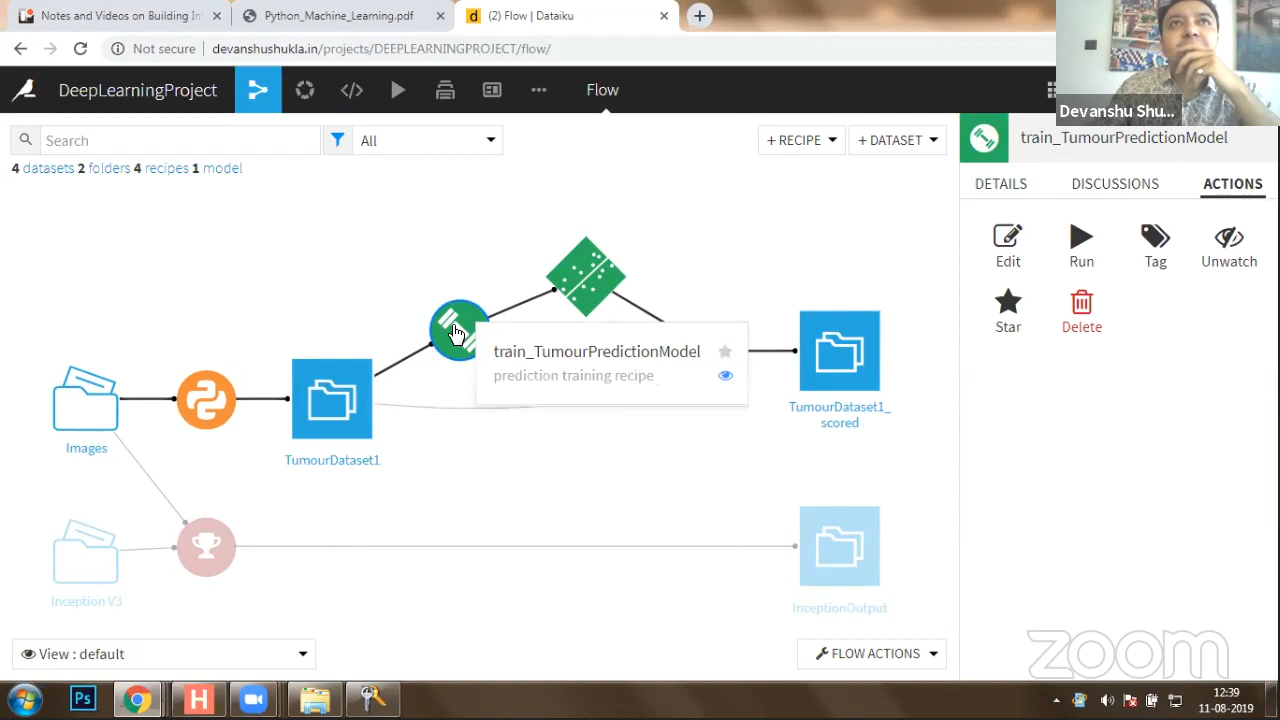 Notes and Videos on Building In
Python_Machine_Learning.pdf
(2) Flow | Dataiku
Not secure | devanshushukla.in/projects/DEEPLEARNINGPROJECT/flow/
DeepLearningProject
Flow
Devanshu Shu...
Search
All
+ RECIPE
+ DATASET
train_TumourPredictionModel
4 datasets 2 folders 4 recipes 1 model
DETAILS
DISCUSSIONS
ACTIONS
Edit
Run
Tag
Unwatch
Star
Delete
train_TumourPredictionModel
prediction training recipe
TumourDataset1_
scored
Images
TumourDataset1
Inception V3
InceptionOutput
View : default
FLOW ACTIONS
zoom
Ps
H
12:39
11-08-2019